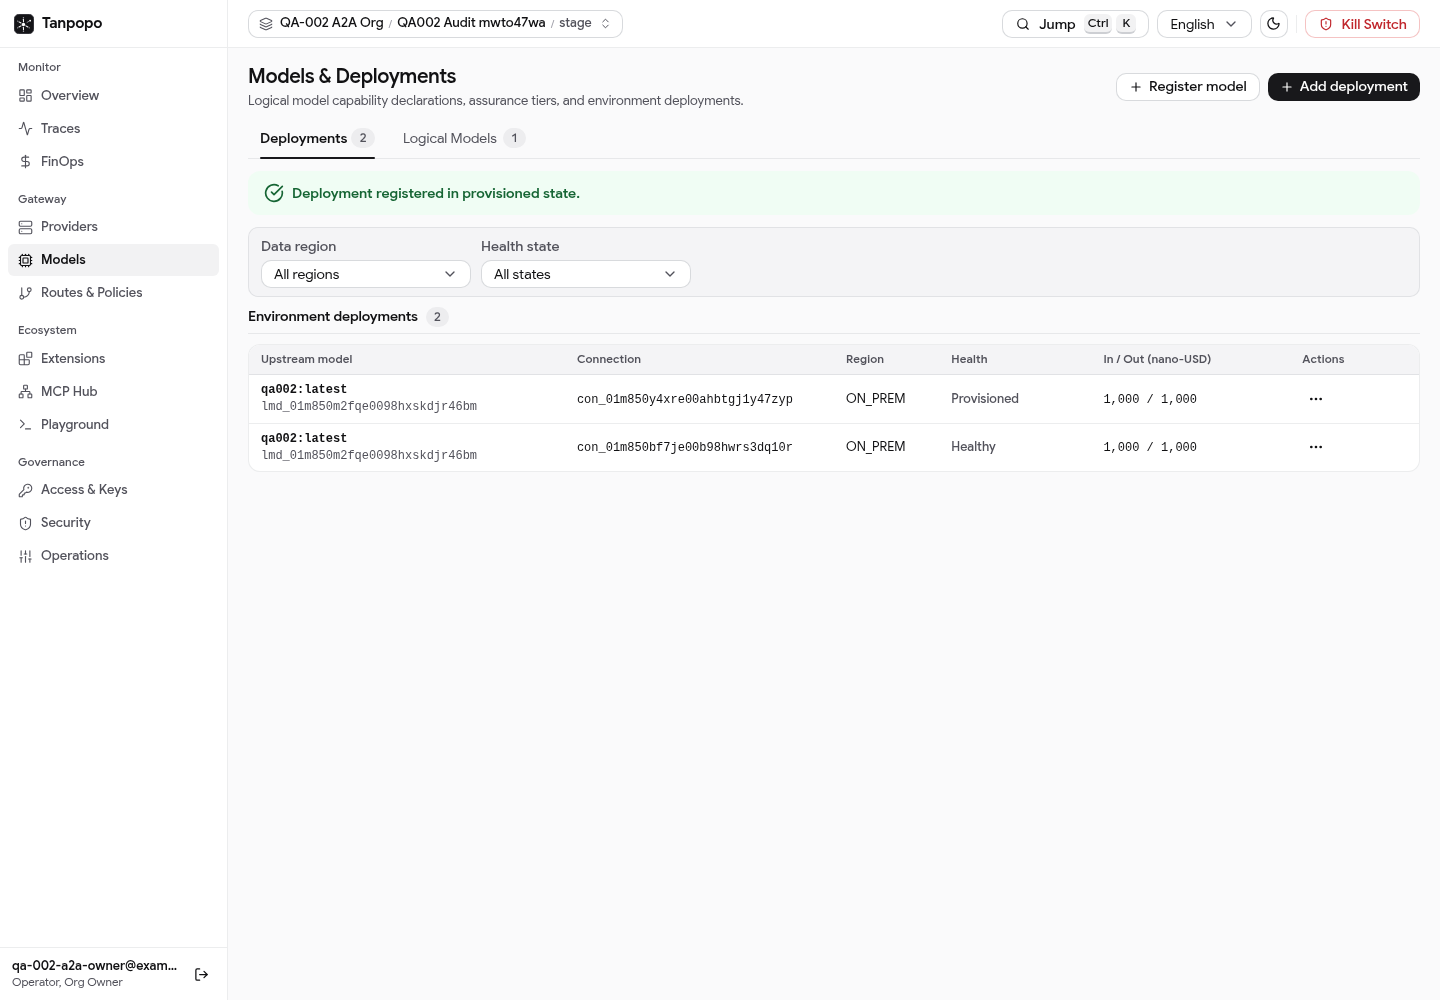 Tanpopo
QA-002 A2A Org / QA002 Audit mwto47wa / stage
Jump Ctrl K
English
Kill Switch
Monitor
Overview
Traces
FinOps
Gateway
Providers
Models
Routes & Policies
Ecosystem
Extensions
MCP Hub
Playground
Governance
Access & Keys
Security
Operations
qa-002-a2a-owner@exam...
Operator, Org Owner
Models & Deployments
Logical model capability declarations, assurance tiers, and environment deployments.
+ Register model
+ Add deployment
Deployments 2
Logical Models 1
Deployment registered in provisioned state.
Data region
Health state
All regions
All states
Environment deployments 2
Upstream model Connection Region Health In / Out (nano-USD) Actions
qa002:latest
lmd_01m850m2fqe0098hxskdjr46bm
con_01m850y4xre00ahbtgj1y47zyp ON_PREM Provisioned 1,000 / 1,000 ...
qa002:latest
lmd_01m850m2fqe0098hxskdjr46bm
con_01m850bf7je00b98hwrs3dq10r ON_PREM Healthy 1,000 / 1,000 ...